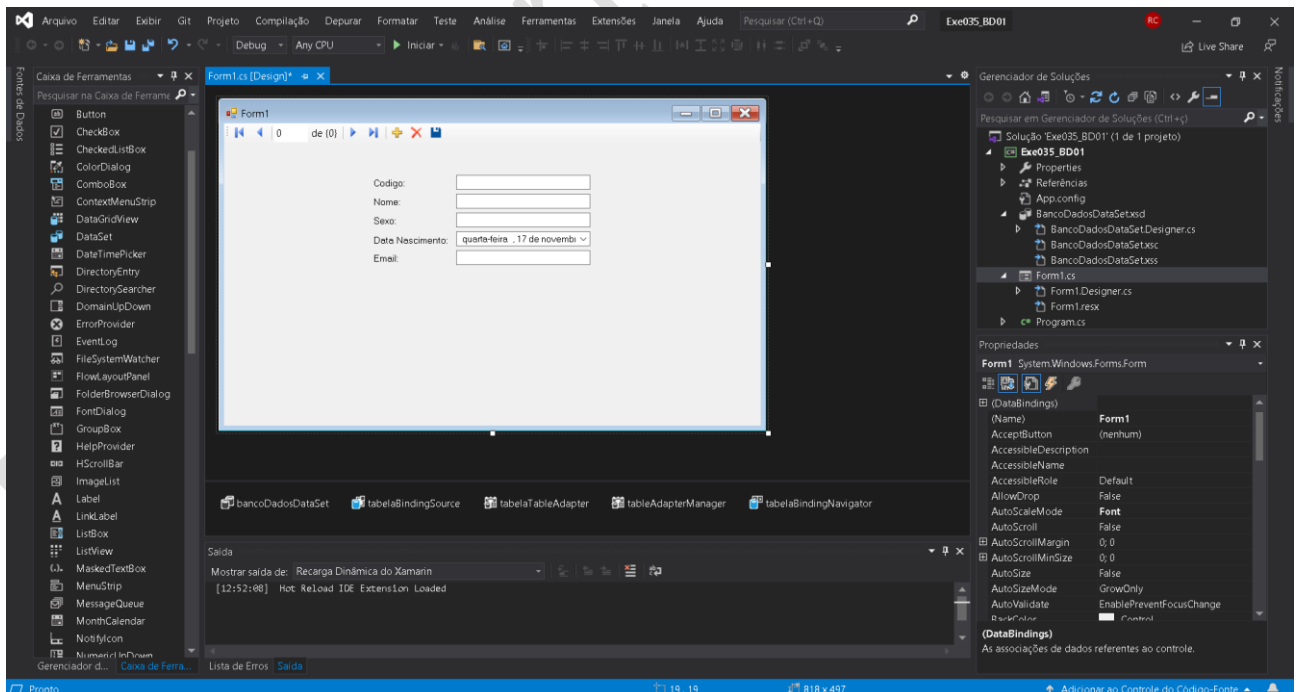 Arquivo Editar Exibir Git Projeto Compilação Depurar Formatar Teste Análise Ferramentas Extensões Janela Ajuda Pesquisar (Ctrl+Q) Exe035_BD01 RC
Debug Any CPU Iniciar Live Share
Fontes de Dados
Caixa de Ferramentas
Pesquisar na Caixa de Ferrame
Button
CheckBox
CheckedListBox
ColorDialog
ComboBox
ContextMenuStrip
DataGridView
DataSet
DateTimePicker
DirectoryEntry
DirectorySearcher
DomainUpDown
ErrorProvider
EventLog
FileSystemWatcher
FlowLayoutPanel
FolderBrowserDialog
FontDialog
GroupBox
HelpProvider
HScrollBar
ImageList
Label
LinkLabel
ListBox
ListView
MaskedTextBox
MenuStrip
MessageQueue
MonthCalendar
NotifyIcon
NumericUpDown
Gerenciador d... Caixa de Ferra...
Form1.cs [Design]*
Form1
0 de {0}
Codigo:
Nome:
Sexo:
Data Nascimento: quarta-feira , 17 de novembr
Email:
bancoDadosDataSet tabelaBindingSource tabelaTableAdapter tableAdapterManager tabelaBindingNavigator
Saída
Mostrar saída de: Recarga Dinâmica do Xamarin
[12:52:08] Hot Reload IDE Extension Loaded
Lista de Erros Saída
Gerenciador de Soluções
Pesquisar em Gerenciador de Soluções (Ctrl+ç)
Solução 'Exe035_BD01' (1 de 1 projeto)
Exe035_BD01
Properties
Referências
App.config
BancoDadosDataSet.xsd
BancoDadosDataSet.Designer.cs
BancoDadosDataSet.xsc
BancoDadosDataSet.xss
Form1.cs
Form1.Designer.cs
Form1.resx
Program.cs
Propriedades
Form1 System.Windows.Forms.Form
(DataBindings)
(Name) Form1
AcceptButton (nenhum)
AccessibleDescription
AccessibleName
AccessibleRole Default
AllowDrop False
AutoScaleMode Font
AutoScroll False
AutoScrollMargin 0; 0
AutoScrollMinSize 0; 0
AutoSize False
AutoSizeMode GrowOnly
AutoValidate EnablePreventFocusChange
BackColor Control
(DataBindings)
As associações de dados referentes ao controle.
Notificações
Pronto 19 , 19 818 x 497 Adicionar ao Controle do Código-Fonte